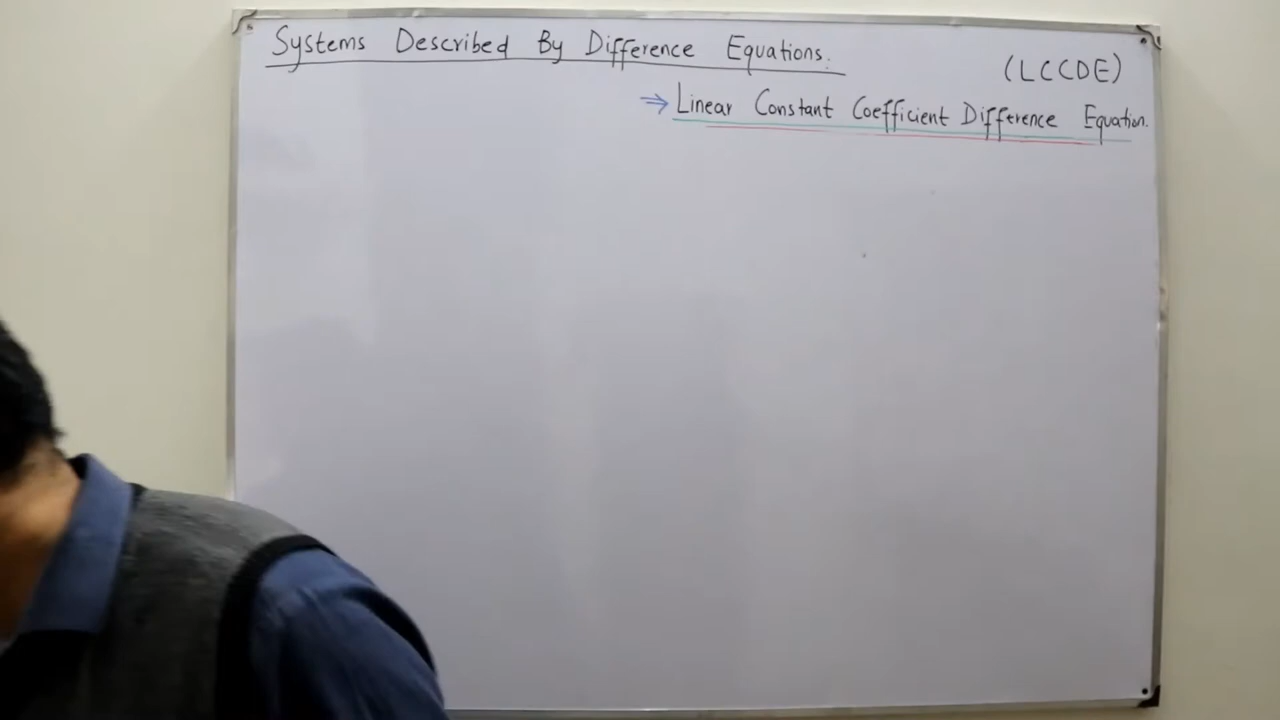 Systems Described By Difference Equations.
(LCCDE)
⇒ Linear Constant Coefficient Difference Equation.